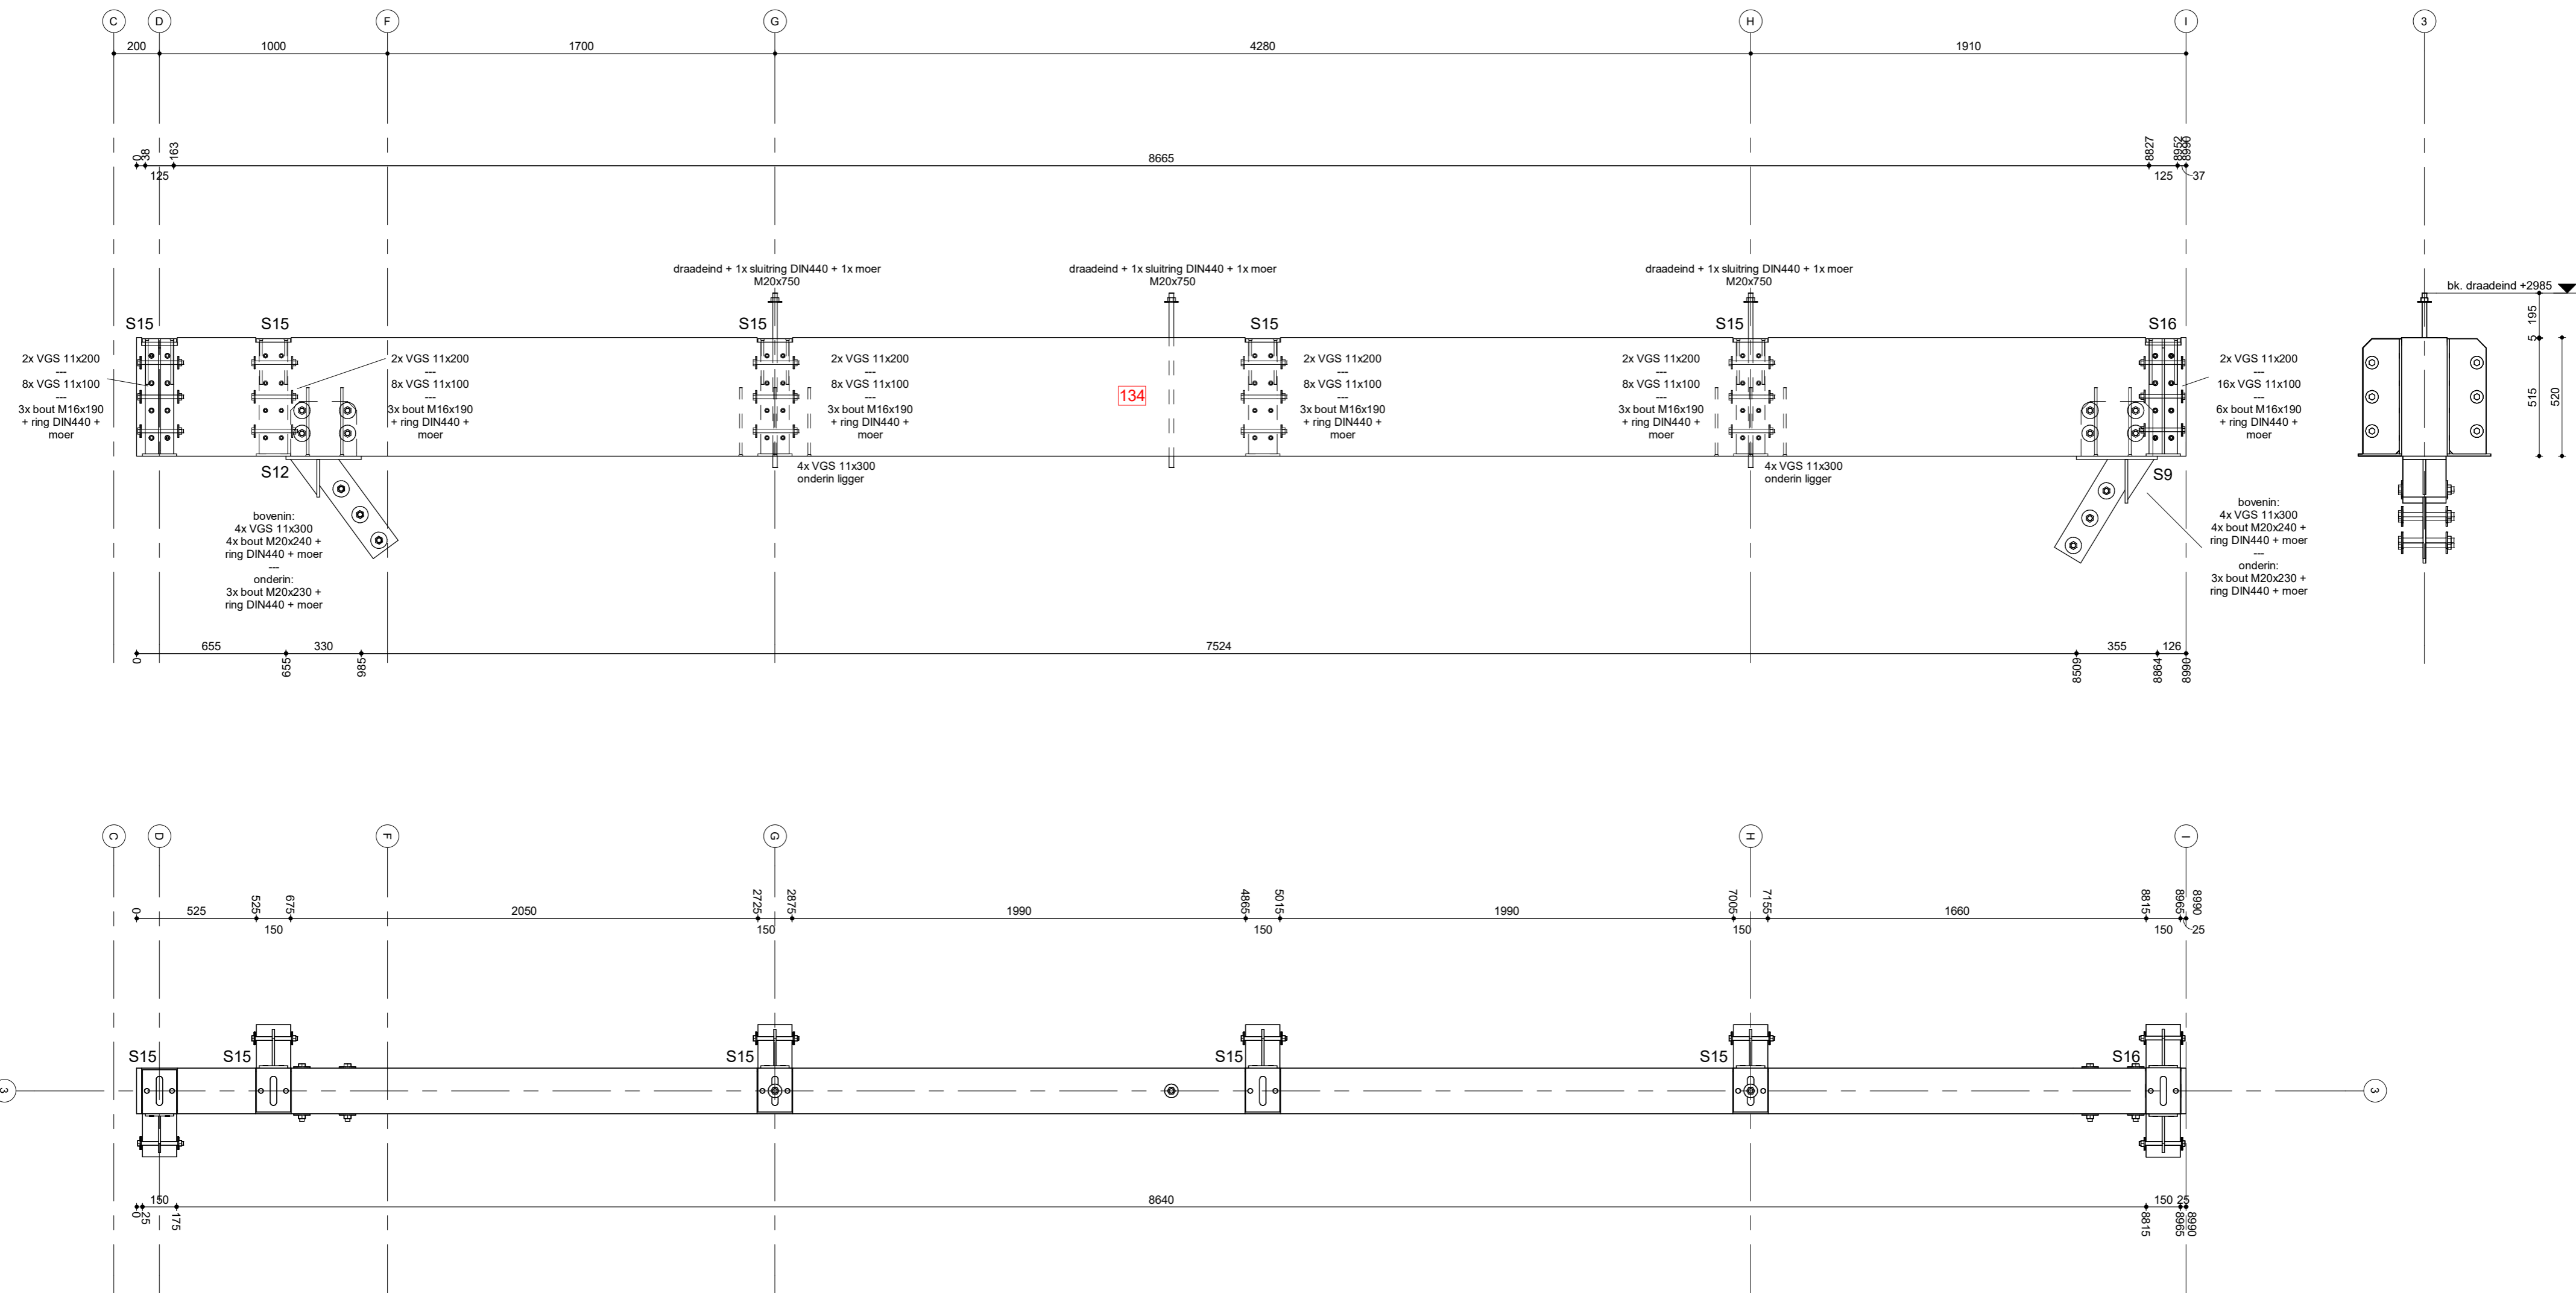 C
D
F
G
H
I
3
200
1000
1700
4280
1910
0
38
163
8665
8827
8952
8990
125
125
37
draadeind + 1x sluitring DIN440 + 1x moer
M20x750
draadeind + 1x sluitring DIN440 + 1x moer
M20x750
draadeind + 1x sluitring DIN440 + 1x moer
M20x750
bk. draadeind +2985
195
5
515
520
S15
S15
S15
S15
S15
S16
2x VGS 11x200
---
8x VGS 11x100
---
3x bout M16x190
+ ring DIN440 +
moer
2x VGS 11x200
---
8x VGS 11x100
---
3x bout M16x190
+ ring DIN440 +
moer
2x VGS 11x200
---
8x VGS 11x100
---
3x bout M16x190
+ ring DIN440 +
moer
134
2x VGS 11x200
---
8x VGS 11x100
---
3x bout M16x190
+ ring DIN440 +
moer
2x VGS 11x200
---
8x VGS 11x100
---
3x bout M16x190
+ ring DIN440 +
moer
2x VGS 11x200
---
16x VGS 11x100
---
6x bout M16x190
+ ring DIN440 +
moer
S12
4x VGS 11x300
onderin ligger
4x VGS 11x300
onderin ligger
S9
bovenin:
4x VGS 11x300
4x bout M20x240 +
ring DIN440 + moer
---
onderin:
3x bout M20x230 +
ring DIN440 + moer
bovenin:
4x VGS 11x300
4x bout M20x240 +
ring DIN440 + moer
---
onderin:
3x bout M20x230 +
ring DIN440 + moer
655
330
7524
355
126
0
655
985
8509
8864
8990
C
D
F
G
H
I
0
525
525
675
2050
2725
2875
1990
4865
5015
1990
7005
7155
1660
8815
8965
8990
150
150
150
150
150
25
S15
S15
S15
S15
S15
S16
3
3
150
8640
150
25
0
25
175
8815
8965
8990